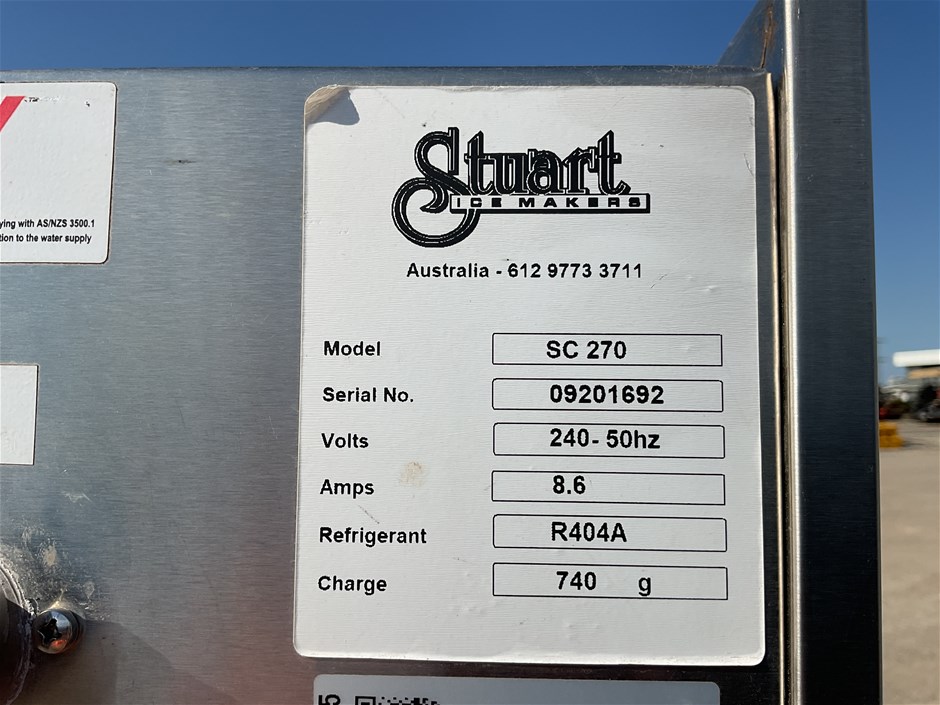 ying with AS/NZS 3500.1
tion to the water supply
Stuart
ICE MAKERS
Australia - 612 9773 3711
Model SC 270
Serial No. 09201692
Volts 240- 50hz
Amps 8.6
Refrigerant R404A
Charge 740 g